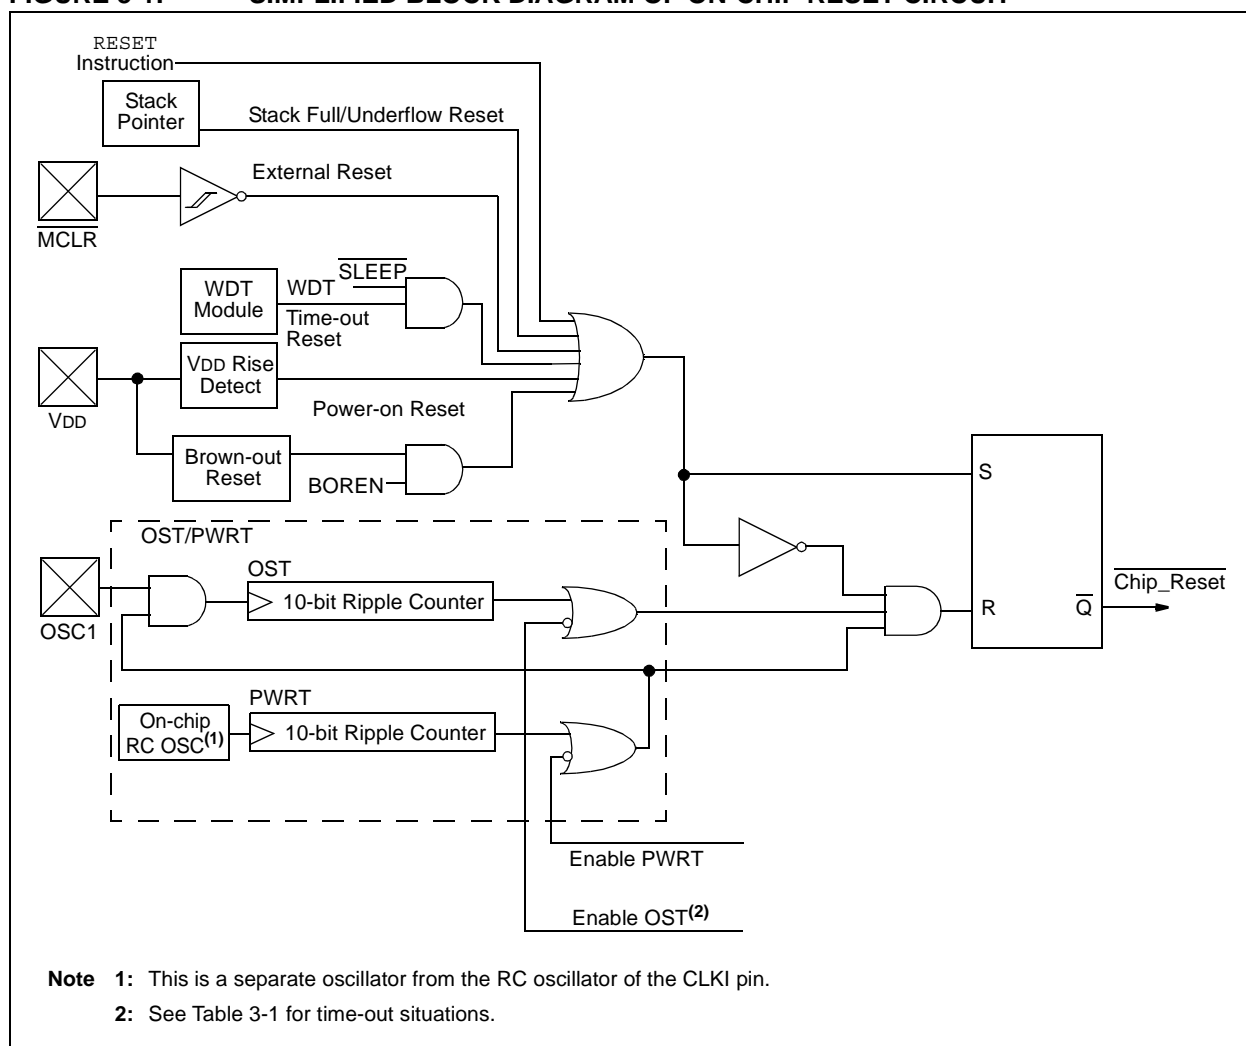 RESET
Instruction
Stack
Pointer
Stack Full/Underflow Reset
External Reset
MCLR
SLEEP
WDT
Module
WDT
Time-out
Reset
VDD Rise
Detect
VDD
Power-on Reset
Brown-out
Reset
BOREN
S
OST/PWRT
OST
10-bit Ripple Counter
OSC1
Chip_Reset
R
Q
PWRT
On-chip
RC OSC(1)
10-bit Ripple Counter
Enable PWRT
Enable OST(2)
Note 1: This is a separate oscillator from the RC oscillator of the CLKI pin.
2: See Table 3-1 for time-out situations.